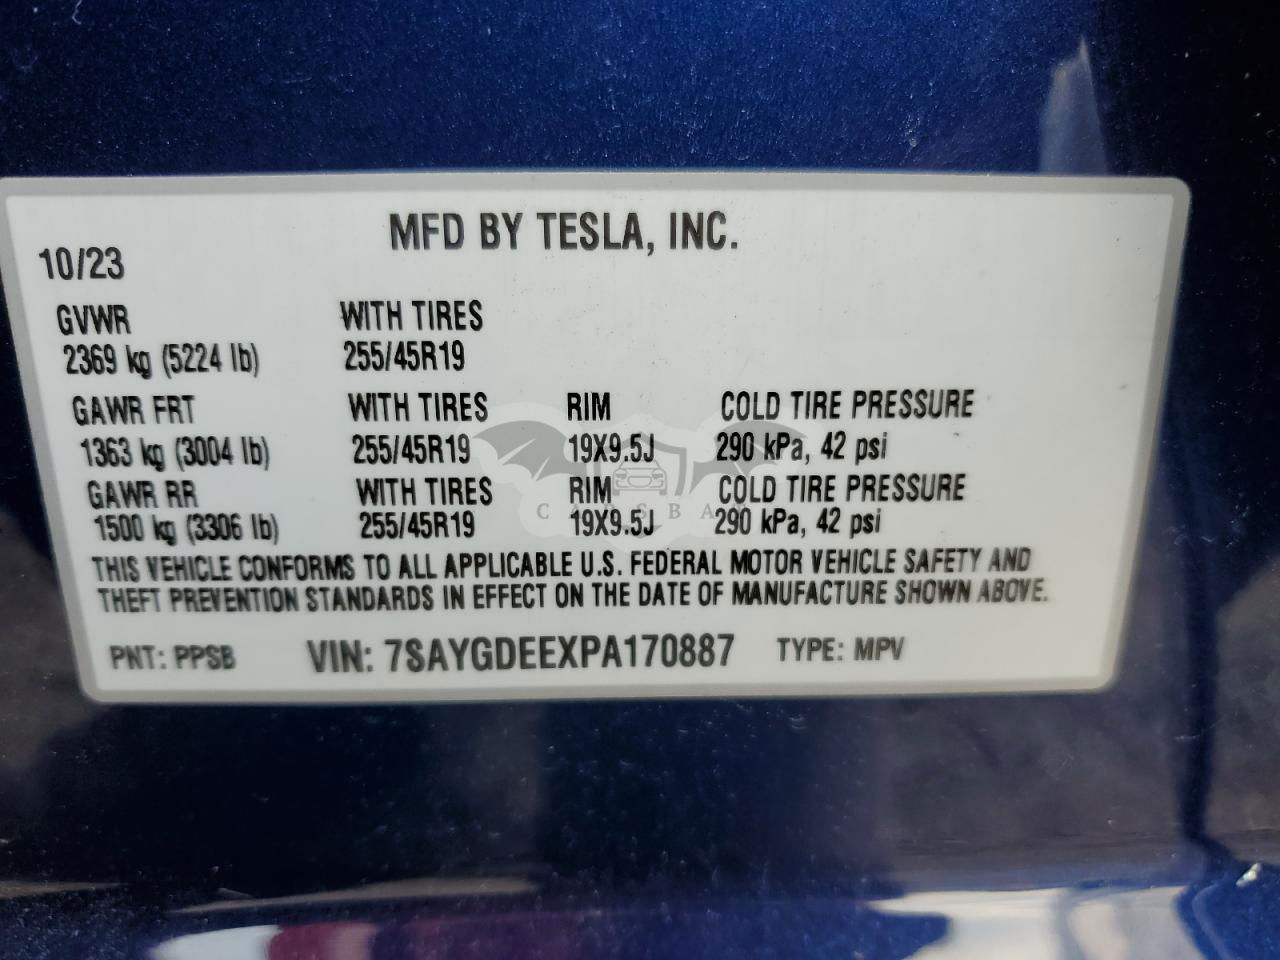 MFD BY TESLA, INC.
10/23
GVWR WITH TIRES
2369 kg (5224 lb) 255/45R19
GAWR FRT WITH TIRES RIM COLD TIRE PRESSURE
1363 kg (3004 lb) 255/45R19 19X9.5J 290 kPa, 42 psi
GAWR RR WITH TIRES RIM COLD TIRE PRESSURE
1500 kg (3306 lb) 255/45R19 19X9.5J 290 kPa, 42 psi
CARSBAT
THIS VEHICLE CONFORMS TO ALL APPLICABLE U.S. FEDERAL MOTOR VEHICLE SAFETY AND
THEFT PREVENTION STANDARDS IN EFFECT ON THE DATE OF MANUFACTURE SHOWN ABOVE.
PNT: PPSB VIN: 7SAYGDEEXPA170887 TYPE: MPV